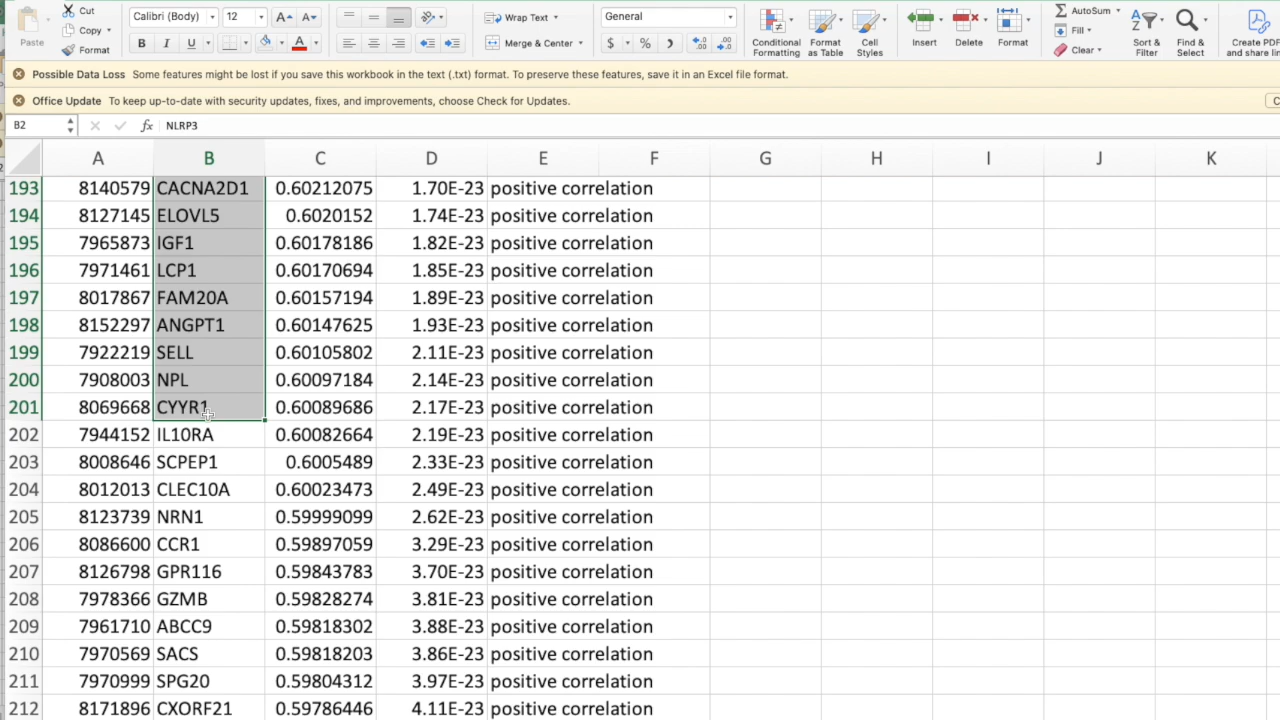 Cut Calibri (Body) 12 A A Wrap Text General AutoSum
Paste Copy Fill
Format B I U A Merge & Center $ % Conditional Formatting Format as Table Cell Styles Insert Delete Format Clear Sort & Filter Find & Select Create PDF and share
Possible Data Loss Some features might be lost if you save this workbook in the text (.txt) format. To preserve these features, save it in an Excel file format.
Office Update To keep up-to-date with security updates, fixes, and improvements, choose Check for Updates.
B2 fx NLRP3
A B C D E F G H I J K
193 8140579 CACNA2D1 0.60212075 1.70E-23 positive correlation
194 8127145 ELOVL5 0.6020152 1.74E-23 positive correlation
195 7965873 IGF1 0.60178186 1.82E-23 positive correlation
196 7971461 LCP1 0.60170694 1.85E-23 positive correlation
197 8017867 FAM20A 0.60157194 1.89E-23 positive correlation
198 8152297 ANGPT1 0.60147625 1.93E-23 positive correlation
199 7922219 SELL 0.60105802 2.11E-23 positive correlation
200 7908003 NPL 0.60097184 2.14E-23 positive correlation
201 8069668 CYYR1 0.60089686 2.17E-23 positive correlation
202 7944152 IL10RA 0.60082664 2.19E-23 positive correlation
203 8008646 SCPEP1 0.6005489 2.33E-23 positive correlation
204 8012013 CLEC10A 0.60023473 2.49E-23 positive correlation
205 8123739 NRN1 0.59999099 2.62E-23 positive correlation
206 8086600 CCR1 0.59897059 3.29E-23 positive correlation
207 8126798 GPR116 0.59843783 3.70E-23 positive correlation
208 7978366 GZMB 0.59828274 3.81E-23 positive correlation
209 7961710 ABCC9 0.59818302 3.88E-23 positive correlation
210 7970569 SACS 0.59818203 3.86E-23 positive correlation
211 7970999 SPG20 0.59804312 3.97E-23 positive correlation
212 8171896 CXORF21 0.59786446 4.11E-23 positive correlation